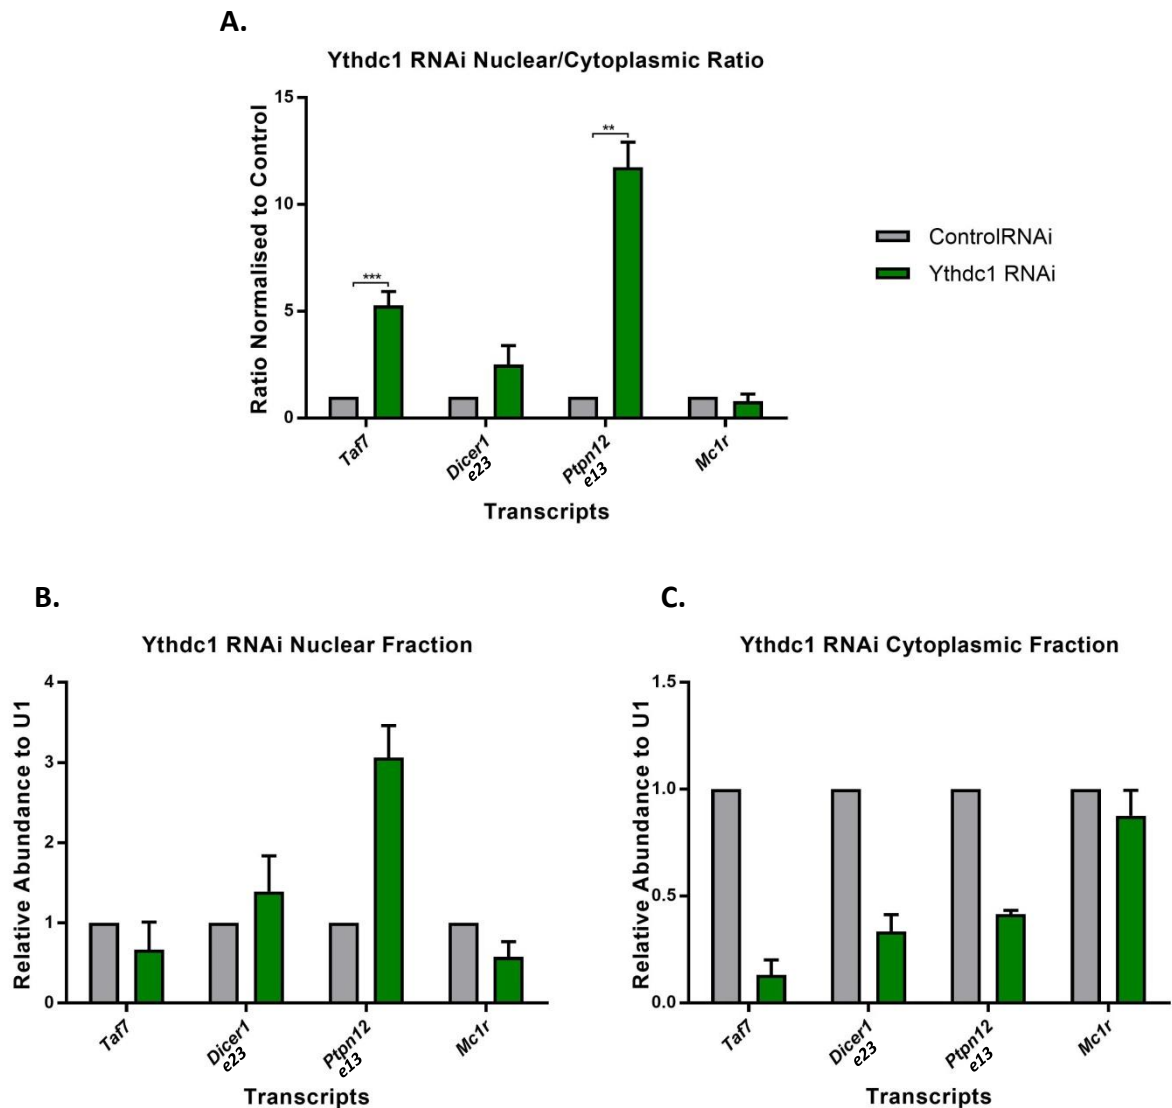 A.
Ythdc1 RNAi Nuclear/Cytoplasmic Ratio
Ratio Normalised to Control
15
10
5
0
***
**
Taf7
Dicer1
e23
Ptpn12
e13
Mc1r
Transcripts
ControlRNAi
Ythdc1 RNAi
B.
Ythdc1 RNAi Nuclear Fraction
Relative Abundance to U1
4
3
2
1
0
Taf7
Dicer1
e23
Ptpn12
e13
Mc1r
Transcripts
C.
Ythdc1 RNAi Cytoplasmic Fraction
Relative Abundance to U1
1.5
1.0
0.5
0.0
Taf7
Dicer1
e23
Ptpn12
e13
Mc1r
Transcripts